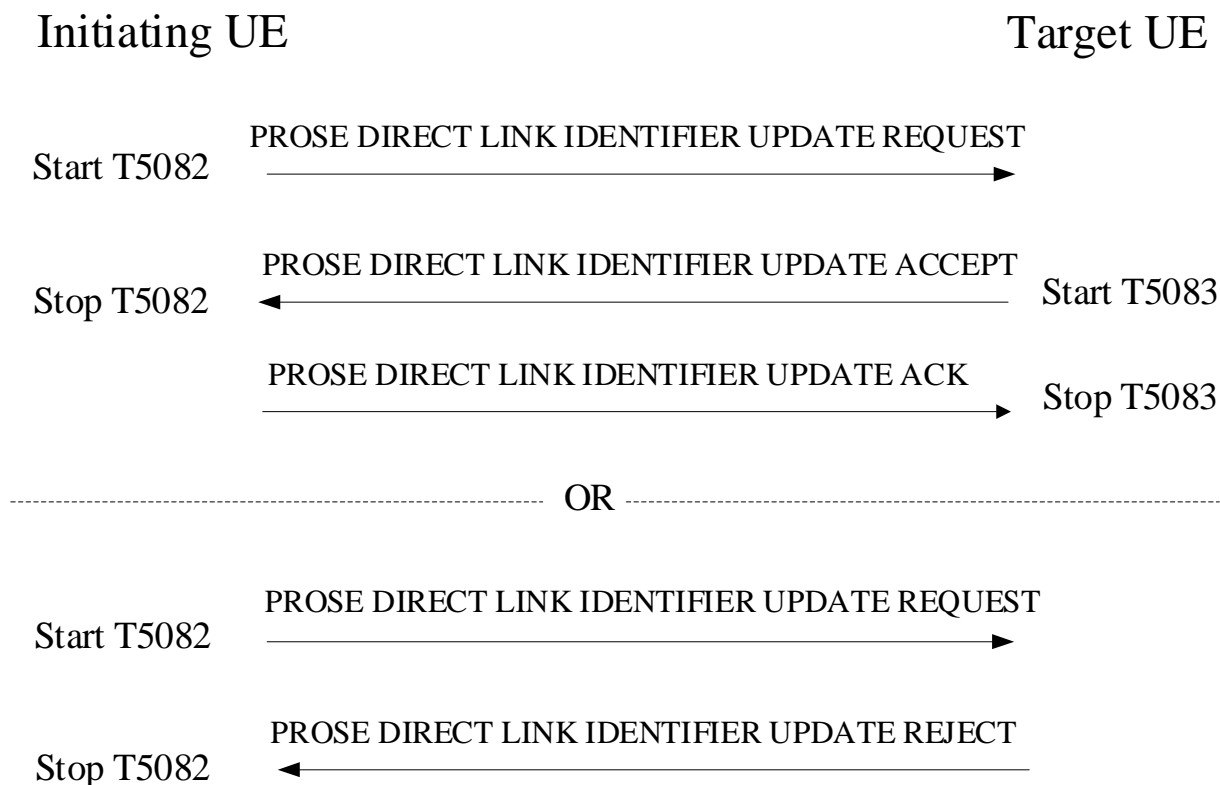 Initiating UE
Target UE
PROSE DIRECT LINK IDENTIFIER UPDATE REQUEST
Start T5082
PROSE DIRECT LINK IDENTIFIER UPDATE ACCEPT
Stop T5082
Start T5083
PROSE DIRECT LINK IDENTIFIER UPDATE ACK
Stop T5083
OR
PROSE DIRECT LINK IDENTIFIER UPDATE REQUEST
Start T5082
PROSE DIRECT LINK IDENTIFIER UPDATE REJECT
Stop T5082